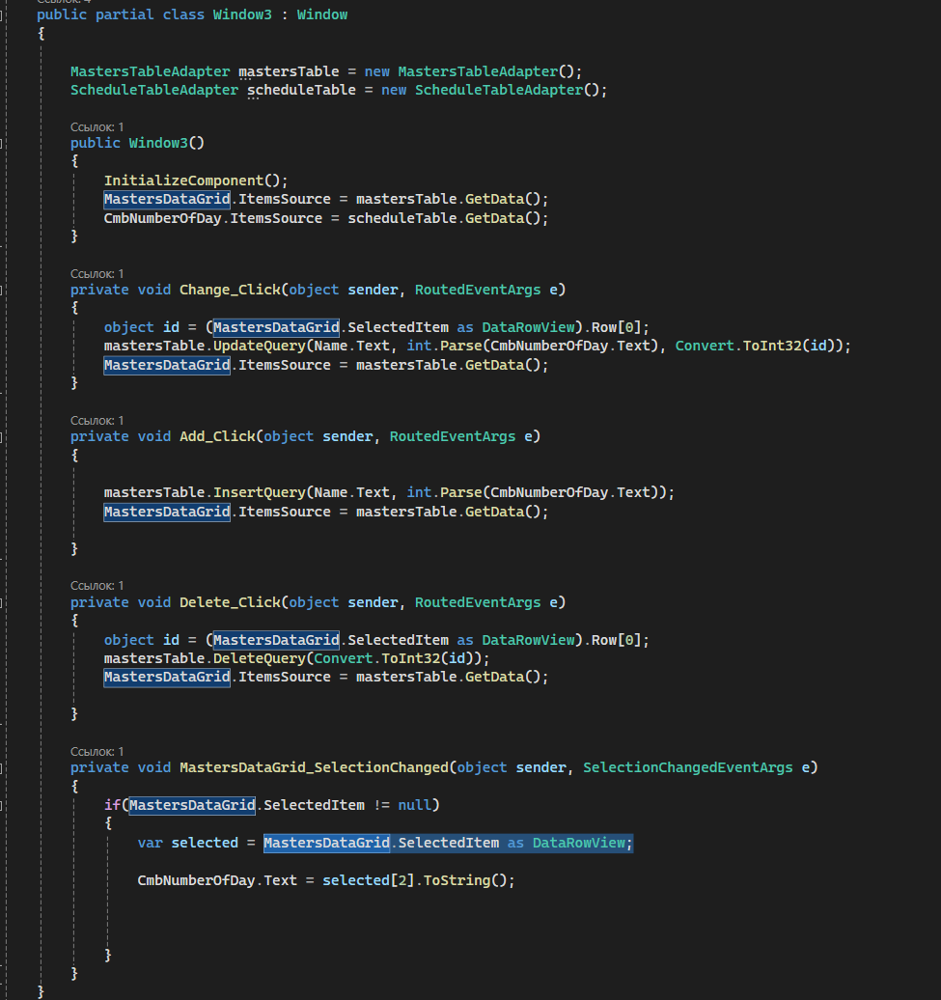 Ссылок: 4
public partial class Window3 : Window
{
MastersTableAdapter mastersTable = new MastersTableAdapter();
ScheduleTableAdapter scheduleTable = new ScheduleTableAdapter();
Ссылок: 1
public Window3()
{
InitializeComponent();
MastersDataGrid.ItemsSource = mastersTable.GetData();
CmbNumberOfDay.ItemsSource = scheduleTable.GetData();
}
Ссылок: 1
private void Change_Click(object sender, RoutedEventArgs e)
{
object id = (MastersDataGrid.SelectedItem as DataRowView).Row[0];
mastersTable.UpdateQuery(Name.Text, int.Parse(CmbNumberOfDay.Text), Convert.ToInt32(id));
MastersDataGrid.ItemsSource = mastersTable.GetData();
}
Ссылок: 1
private void Add_Click(object sender, RoutedEventArgs e)
{
mastersTable.InsertQuery(Name.Text, int.Parse(CmbNumberOfDay.Text));
MastersDataGrid.ItemsSource = mastersTable.GetData();
}
Ссылок: 1
private void Delete_Click(object sender, RoutedEventArgs e)
{
object id = (MastersDataGrid.SelectedItem as DataRowView).Row[0];
mastersTable.DeleteQuery(Convert.ToInt32(id));
MastersDataGrid.ItemsSource = mastersTable.GetData();
}
Ссылок: 1
private void MastersDataGrid_SelectionChanged(object sender, SelectionChangedEventArgs e)
{
if(MastersDataGrid.SelectedItem != null)
{
var selected = MastersDataGrid.SelectedItem as DataRowView;
CmbNumberOfDay.Text = selected[2].ToString();
}
}
}